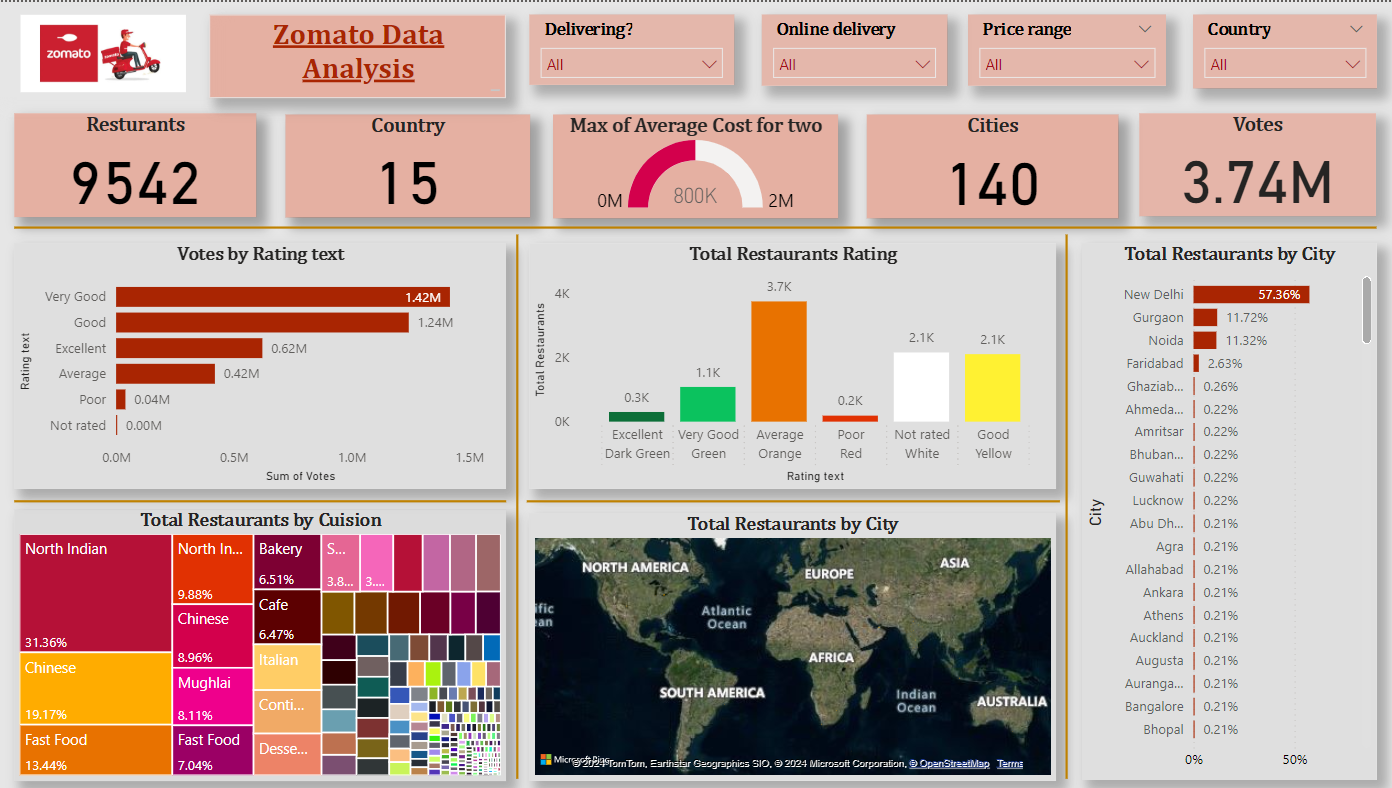 zomato
zomato
Zomato Data
Analysis
Delivering?
All
Online delivery
All
Price range
All
Country
All
Resturants
9542
Country
15
Max of Average Cost for two
0M
800K
2M
Cities
140
Votes
3.74M
Votes by Rating text
Rating text
Very Good
1.42M
Good
1.24M
Excellent
0.62M
Average
0.42M
Poor
0.04M
Not rated
0.00M
0.0M 0.5M 1.0M 1.5M
Sum of Votes
Total Restaurants Rating
Total Restaurants
4K
2K
0K
0.3K
1.1K
3.7K
0.2K
2.1K
2.1K
Excellent Very Good Average Poor Not rated Good
Dark Green Green Orange Red White Yellow
Rating text
Total Restaurants by City
City
New Delhi 57.36%
Gurgaon 11.72%
Noida 11.32%
Faridabad 2.63%
Ghaziab... 0.26%
Ahmeda... 0.22%
Amritsar 0.22%
Bhuban... 0.22%
Guwahati 0.22%
Lucknow 0.22%
Abu Dh... 0.21%
Agra 0.21%
Allahabad 0.21%
Ankara 0.21%
Athens 0.21%
Auckland 0.21%
Augusta 0.21%
Auranga... 0.21%
Bangalore 0.21%
Bhopal 0.21%
0% 50%
Total Restaurants by Cuision
North Indian
31.36%
Chinese
19.17%
Fast Food
13.44%
North In...
9.88%
Chinese
8.96%
Mughlai
8.11%
Fast Food
7.04%
Bakery
6.51%
Cafe
6.47%
Italian
Conti...
Desse...
S...
3.8...
3....
Total Restaurants by City
NORTH AMERICA
EUROPE
ASIA
ific
ean
Atlantic
Ocean
AFRICA
SOUTH AMERICA
Indian
Ocean
AUSTRALIA
Microsoft Bing
© 2024 TomTom, Earthstar Geographics SIO, © 2024 Microsoft Corporation, © OpenStreetMap Terms